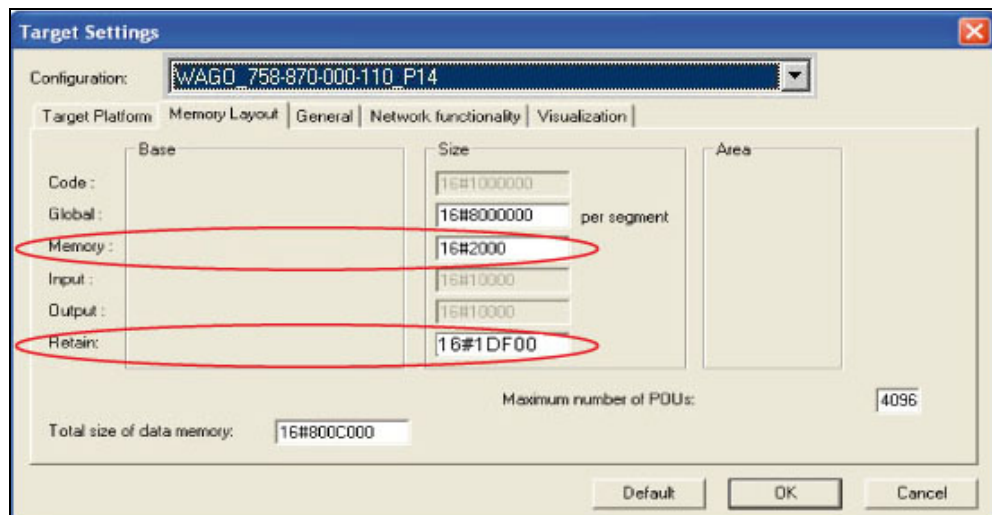 Target Settings
Configuration: WAGO_758-870-000-110_P14
Target Platform Memory Layout General Network functionality Visualization
Base Size Area
Code : 16#1000000
Global : 16#8000000 per segment
Memory : 16#2000
Input : 16#10000
Output : 16#10000
Retain: 16#1DF00
Maximum number of POUs: 4096
Total size of data memory: 16#800C000
Default OK Cancel